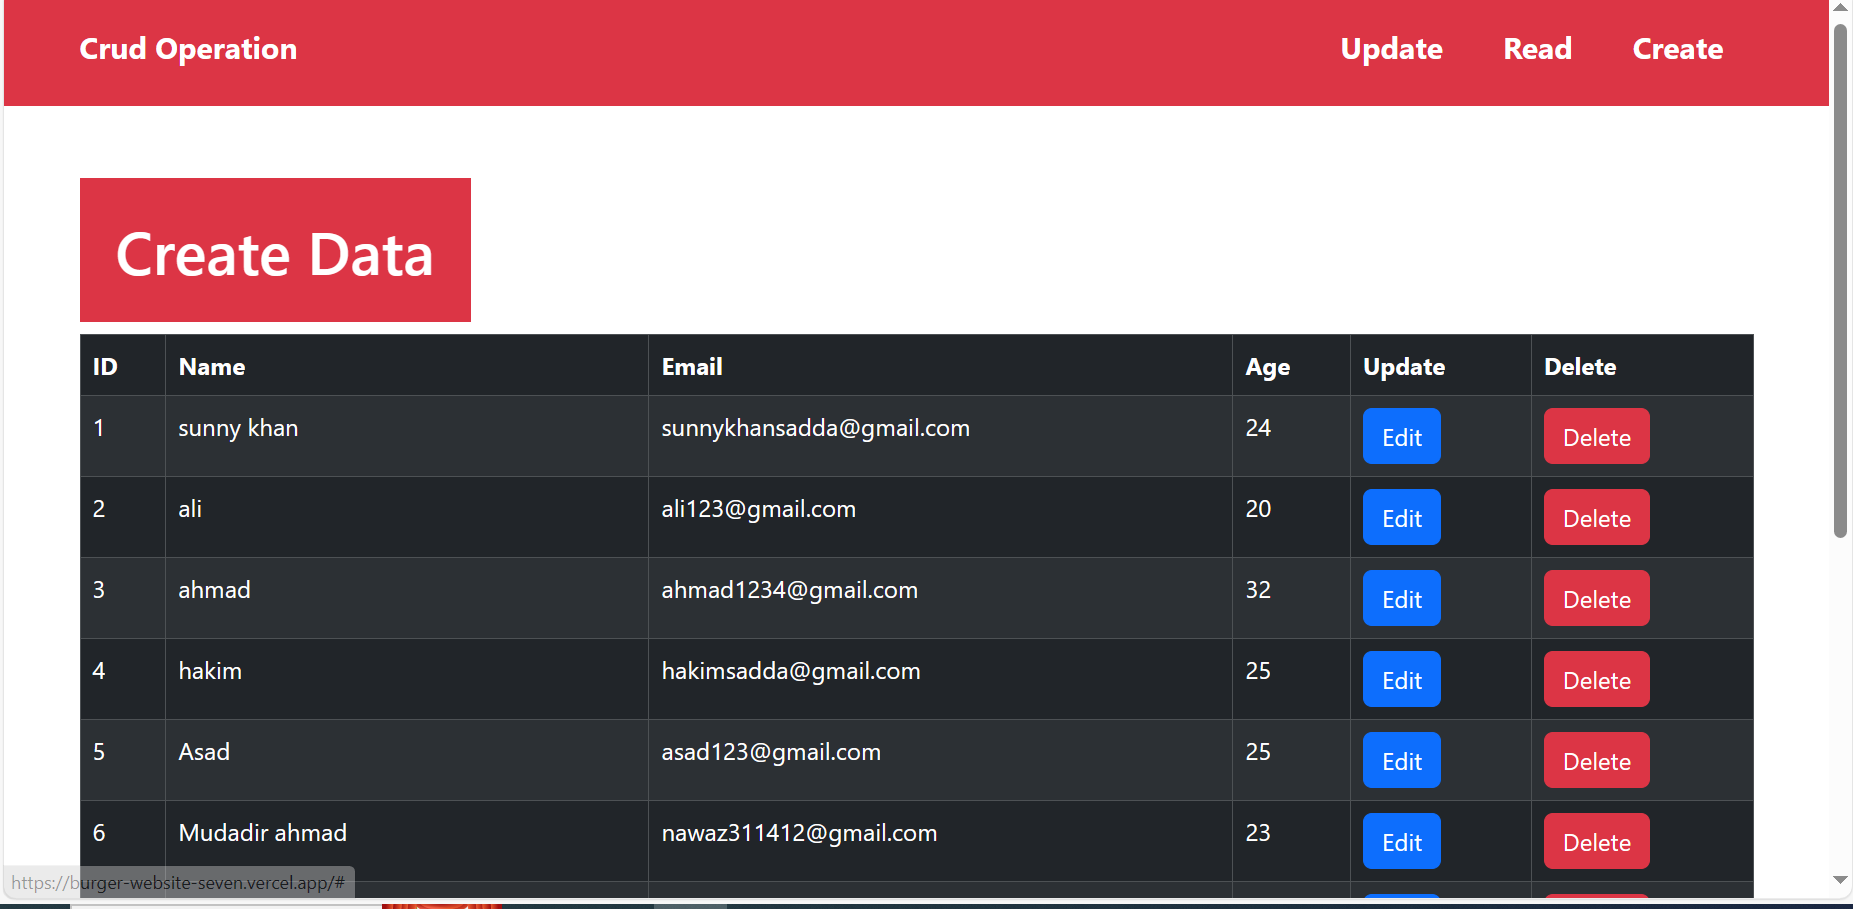 Crud Operation Update Read Create
Create Data
ID Name Email Age Update Delete
1 sunny khan sunnykhansadda@gmail.com 24 Edit Delete
2 ali ali123@gmail.com 20 Edit Delete
3 ahmad ahmad1234@gmail.com 32 Edit Delete
4 hakim hakimsadda@gmail.com 25 Edit Delete
5 Asad asad123@gmail.com 25 Edit Delete
6 Mudadir ahmad nawaz311412@gmail.com 23 Edit Delete
https://burger-website-seven.vercel.app/#